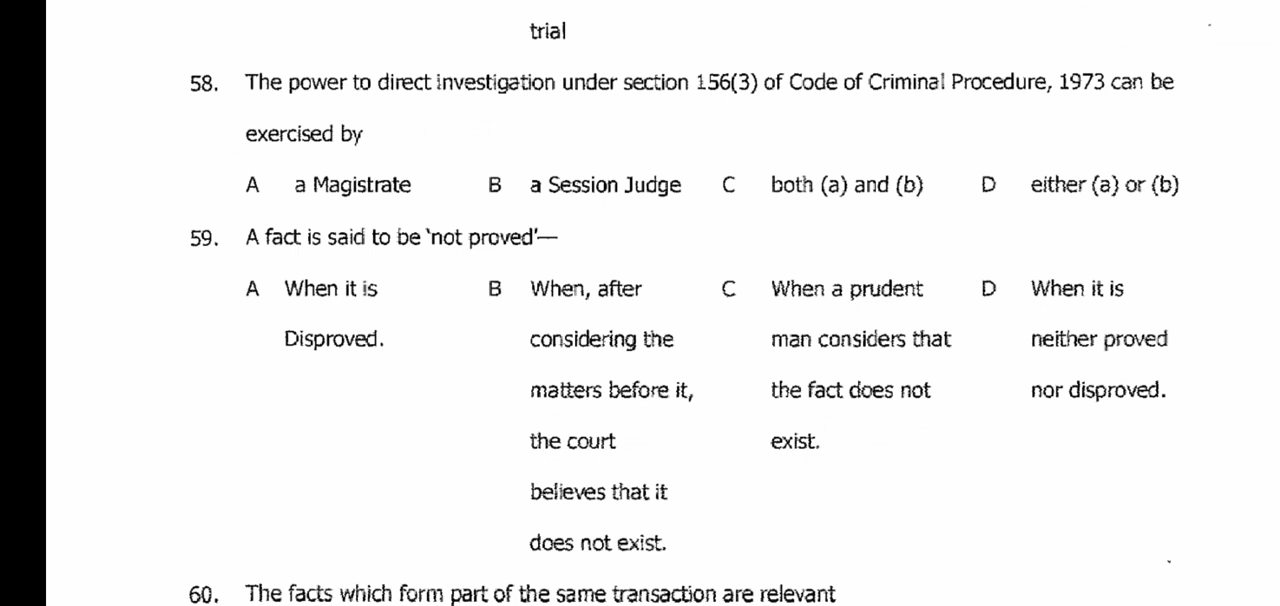 trial
58. The power to direct investigation under section 156(3) of Code of Criminal Procedure, 1973 can be
exercised by
A a Magistrate B a Session Judge C both (a) and (b) D either (a) or (b)
59. A fact is said to be 'not proved'—
A When it is B When, after C When a prudent D When it is
Disproved. considering the man considers that neither proved
matters before it, the fact does not nor disproved.
the court exist.
believes that it
does not exist.
60. The facts which form part of the same transaction are relevant